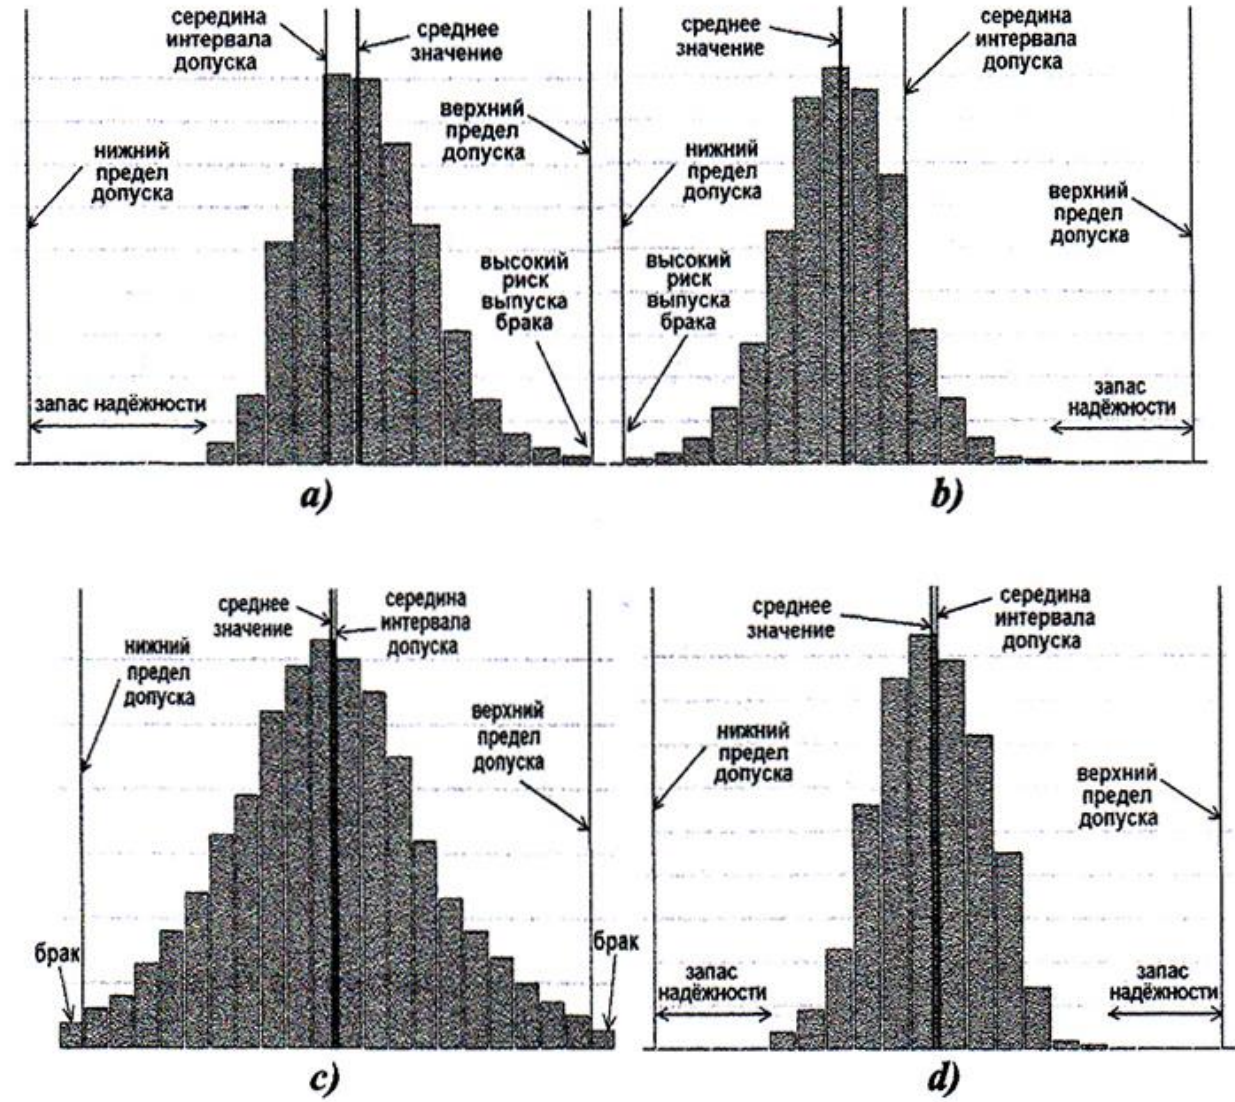 середина
интервала
допуска
среднее
значение
верхний
предел
допуска
нижний
предел
допуска
высокий
риск
выпуска
брака
запас надёжности
a)
среднее
значение
середина
интервала
допуска
нижний
предел
допуска
верхний
предел
допуска
высокий
риск
выпуска
брака
запас
надёжности
b)
среднее
значение
середина
интервала
допуска
нижний
предел
допуска
верхний
предел
допуска
брак
брак
c)
среднее
значение
середина
интервала
допуска
нижний
предел
допуска
верхний
предел
допуска
запас
надёжности
запас
надёжности
d)